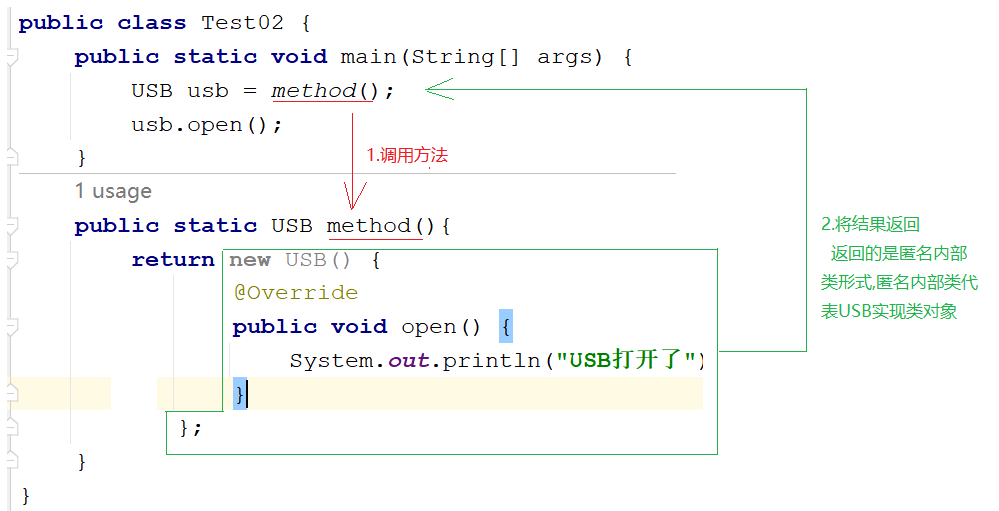 public class Test02 {
public static void main(String[] args) {
USB usb = method();
usb.open();
1.调用方法
}
1 usage
public static USB method(){
return new USB() {
@Override
public void open() {
System.out.println("USB打开了")
}
};
}
}
2.将结果返回
返回的是匿名内部
类形式,匿名内部类代
表USB实现类对象